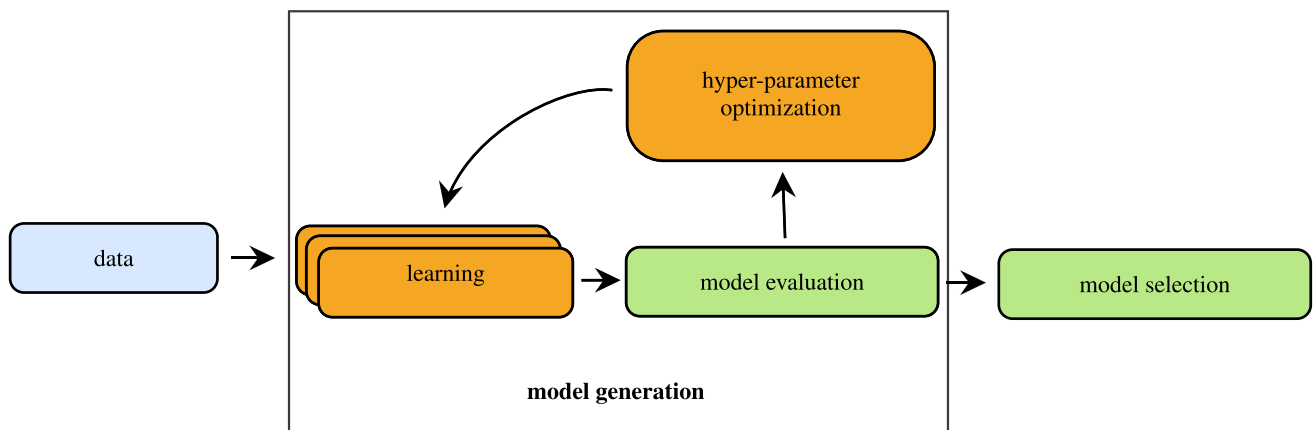 hyper-parameter
optimization
data
learning
model evaluation
model selection
model generation